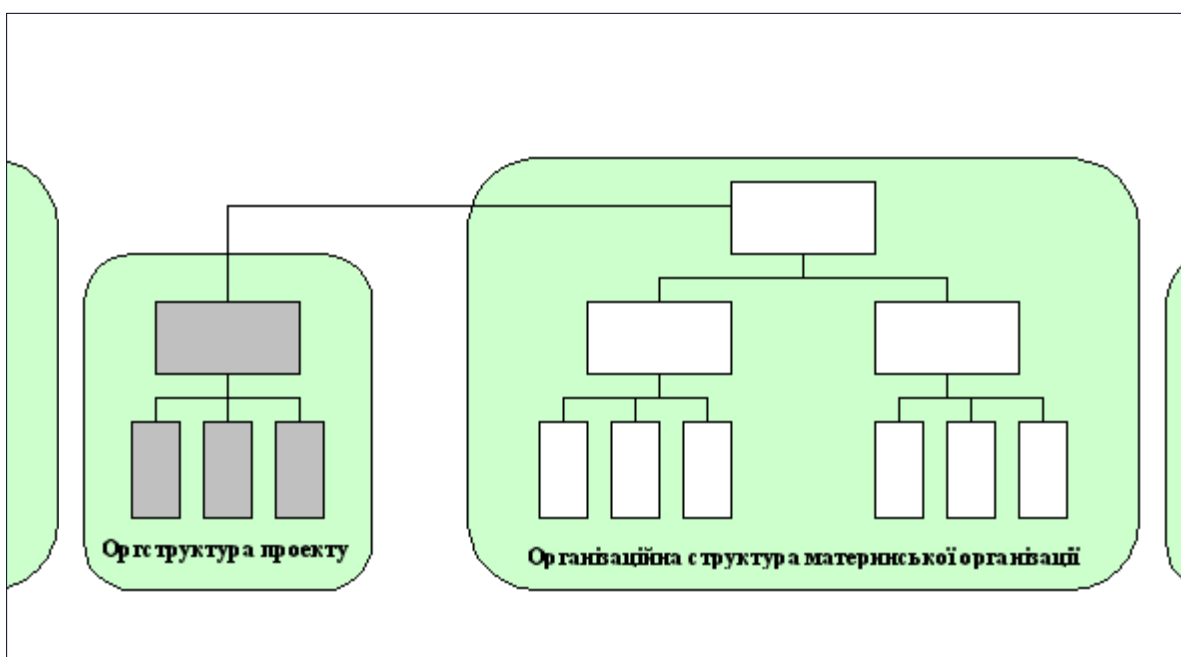 Оргструктура проекту
Організаційна структура материнської організації